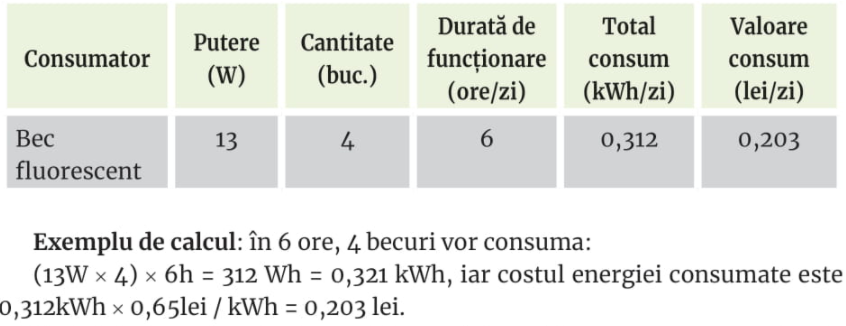 Consumator
Putere
(W)
Cantitate
(buc.)
Durată de
funcționare
(ore/zi)
Total
consum
(kWh/zi)
Valoare
consum
(lei/zi)
Bec
fluorescent
13
4
6
0,312
0,203
Exemplu de calcul: în 6 ore, 4 becuri vor consuma:
(13W × 4) × 6h = 312 Wh = 0,321 kWh, iar costul energiei consumate este
0,312kWh × 0,65lei / kWh = 0,203 lei.